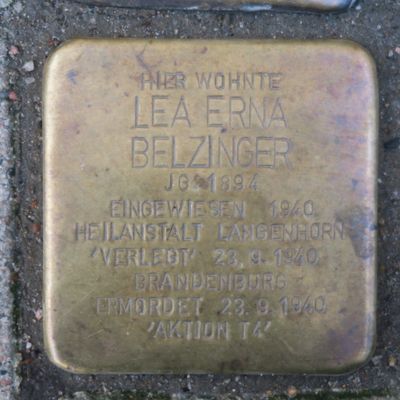 HIER WOHNTE
LEA ERNA
BELZINGER
JG. 1894
EINGEWIESEN 1940
HEILANSTALT LANGENHORN
'VERLEGT' 23.9.1940
BRANDENBURG
ERMORDET 23.9.1940
'AKTION T4'